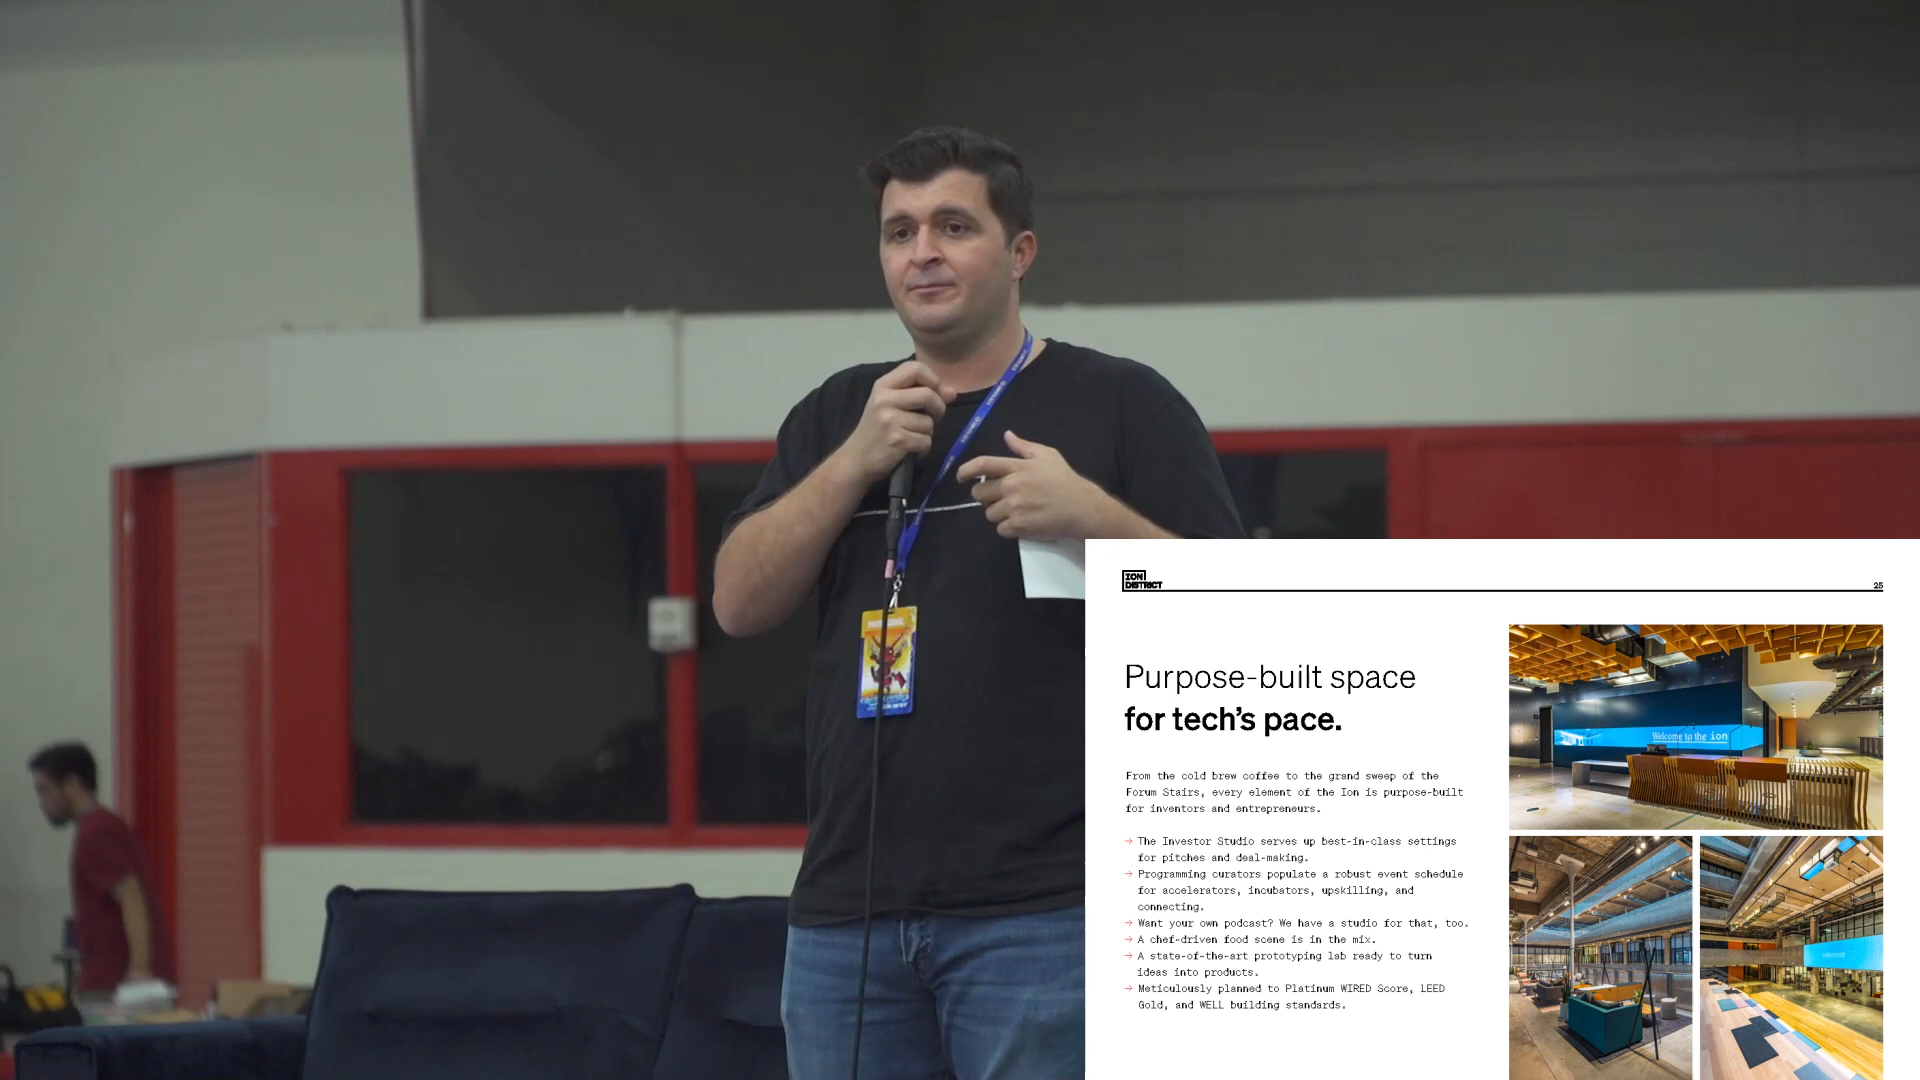 ION
DISTRICT
25
Purpose-built space
for tech's pace.
From the cold brew coffee to the grand sweep of the
Forum Stairs, every element of the Ion is purpose-built
for inventors and entrepreneurs.
→ The Investor Studio serves up best-in-class settings
for pitches and deal-making.
→ Programming curators populate a robust event schedule
for accelerators, incubators, upskilling, and
connecting.
→ Want your own podcast? We have a studio for that, too.
→ A chef-driven food scene is in the mix.
→ A state-of-the-art prototyping lab ready to turn
ideas into products.
→ Meticulously planned to Platinum WIRED Score, LEED
Gold, and WELL building standards.
Welcome to the ion